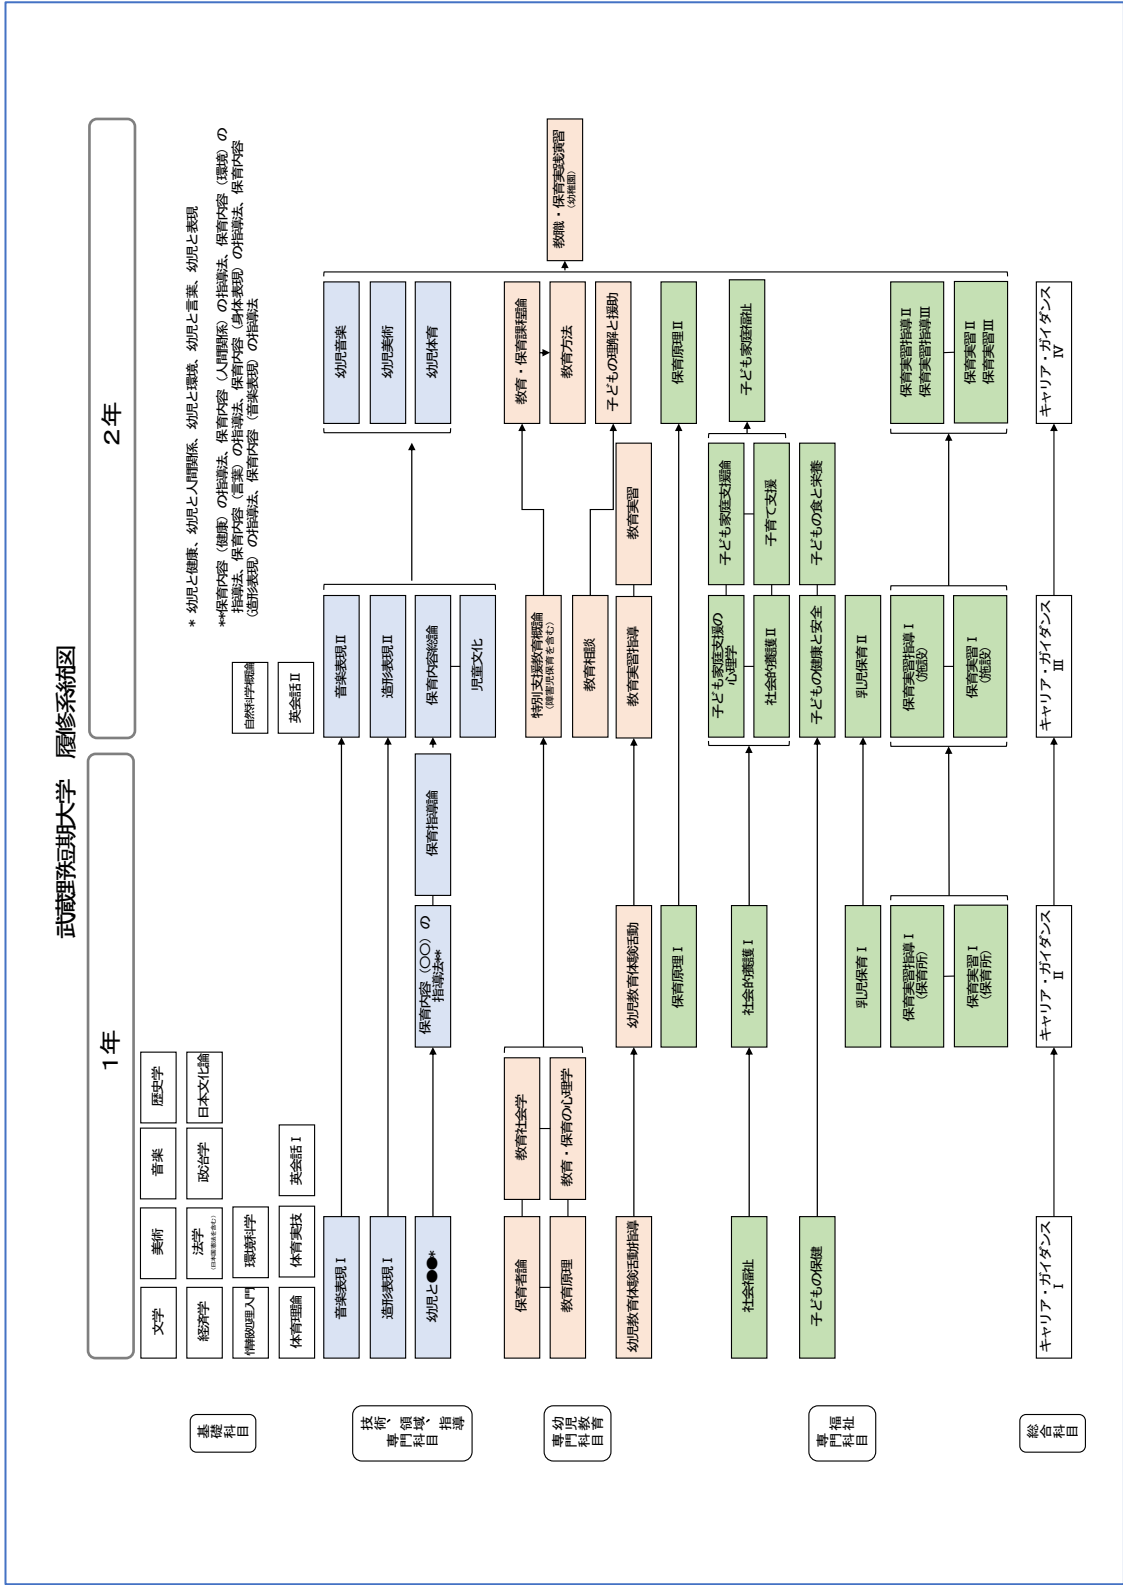 武蔵野短期大学　履修系統図
1年
2年
基礎
科目
文学
美術
音楽
歴史学
経済学
法学
(日本国憲法を含む)
政治学
日本文化論
情報処理入門
環境科学
自然科学概論
体育理論
体育実技
英会話Ⅰ
英会話Ⅱ
* 幼児と健康、幼児と人間関係、幼児と環境、幼児と言葉、幼児と表現
**保育内容（健康）の指導法、保育内容（人間関係）の指導法、保育内容（環境）の
指導法、保育内容（言葉）の指導法、保育内容（身体表現）の指導法、保育内容
（造形表現）の指導法、保育内容（音楽表現）の指導法
技術、
専門領域、
科目　指導
音楽表現Ⅰ
音楽表現Ⅱ
幼児音楽
造形表現Ⅰ
造形表現Ⅱ
幼児美術
幼児と●●*
保育内容（○○）の
指導法**
保育指導論
保育内容総論
幼児体育
児童文化
幼児教育
専門科目
保育者論
教育社会学
特別支援教育概論
（障害児保育を含む）
教育・保育課程論
教職・保育実践演習
（幼稚園）
教育原理
教育・保育の心理学
教育相談
教育方法
子どもの理解と援助
幼児教育体験活動指導
幼児教育体験活動
教育実習指導
教育実習
福祉
専門
科目
保育原理Ⅰ
保育原理Ⅱ
社会福祉
社会的養護Ⅰ
子ども家庭支援の
心理学
子ども家庭支援論
子ども家庭福祉
社会的養護Ⅱ
子育て支援
子どもの保健
子どもの健康と安全
子どもの食と栄養
乳児保育Ⅰ
乳児保育Ⅱ
保育実習指導Ⅰ
（保育所）
保育実習指導Ⅰ
（施設）
保育実習指導Ⅱ
保育実習指導Ⅲ
保育実習Ⅰ
（保育所）
保育実習Ⅰ
（施設）
保育実習Ⅱ
保育実習Ⅲ
総合
科目
キャリア・ガイダンス
Ⅰ
キャリア・ガイダンス
Ⅱ
キャリア・ガイダンス
Ⅲ
キャリア・ガイダンス
Ⅳ